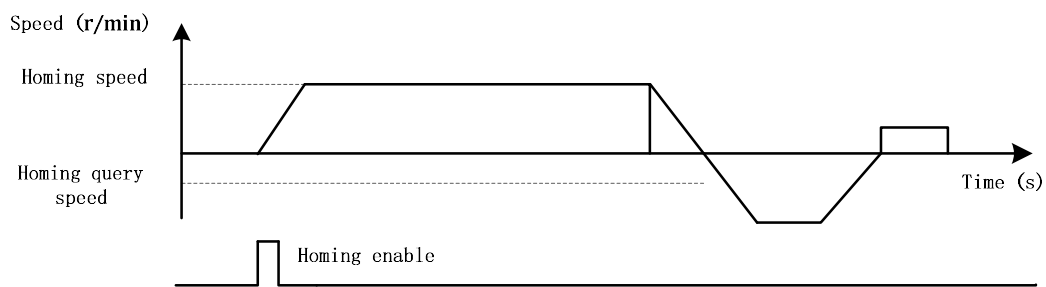 Speed (r/min)
Homing speed
Homing query
speed
Time (s)
Homing enable